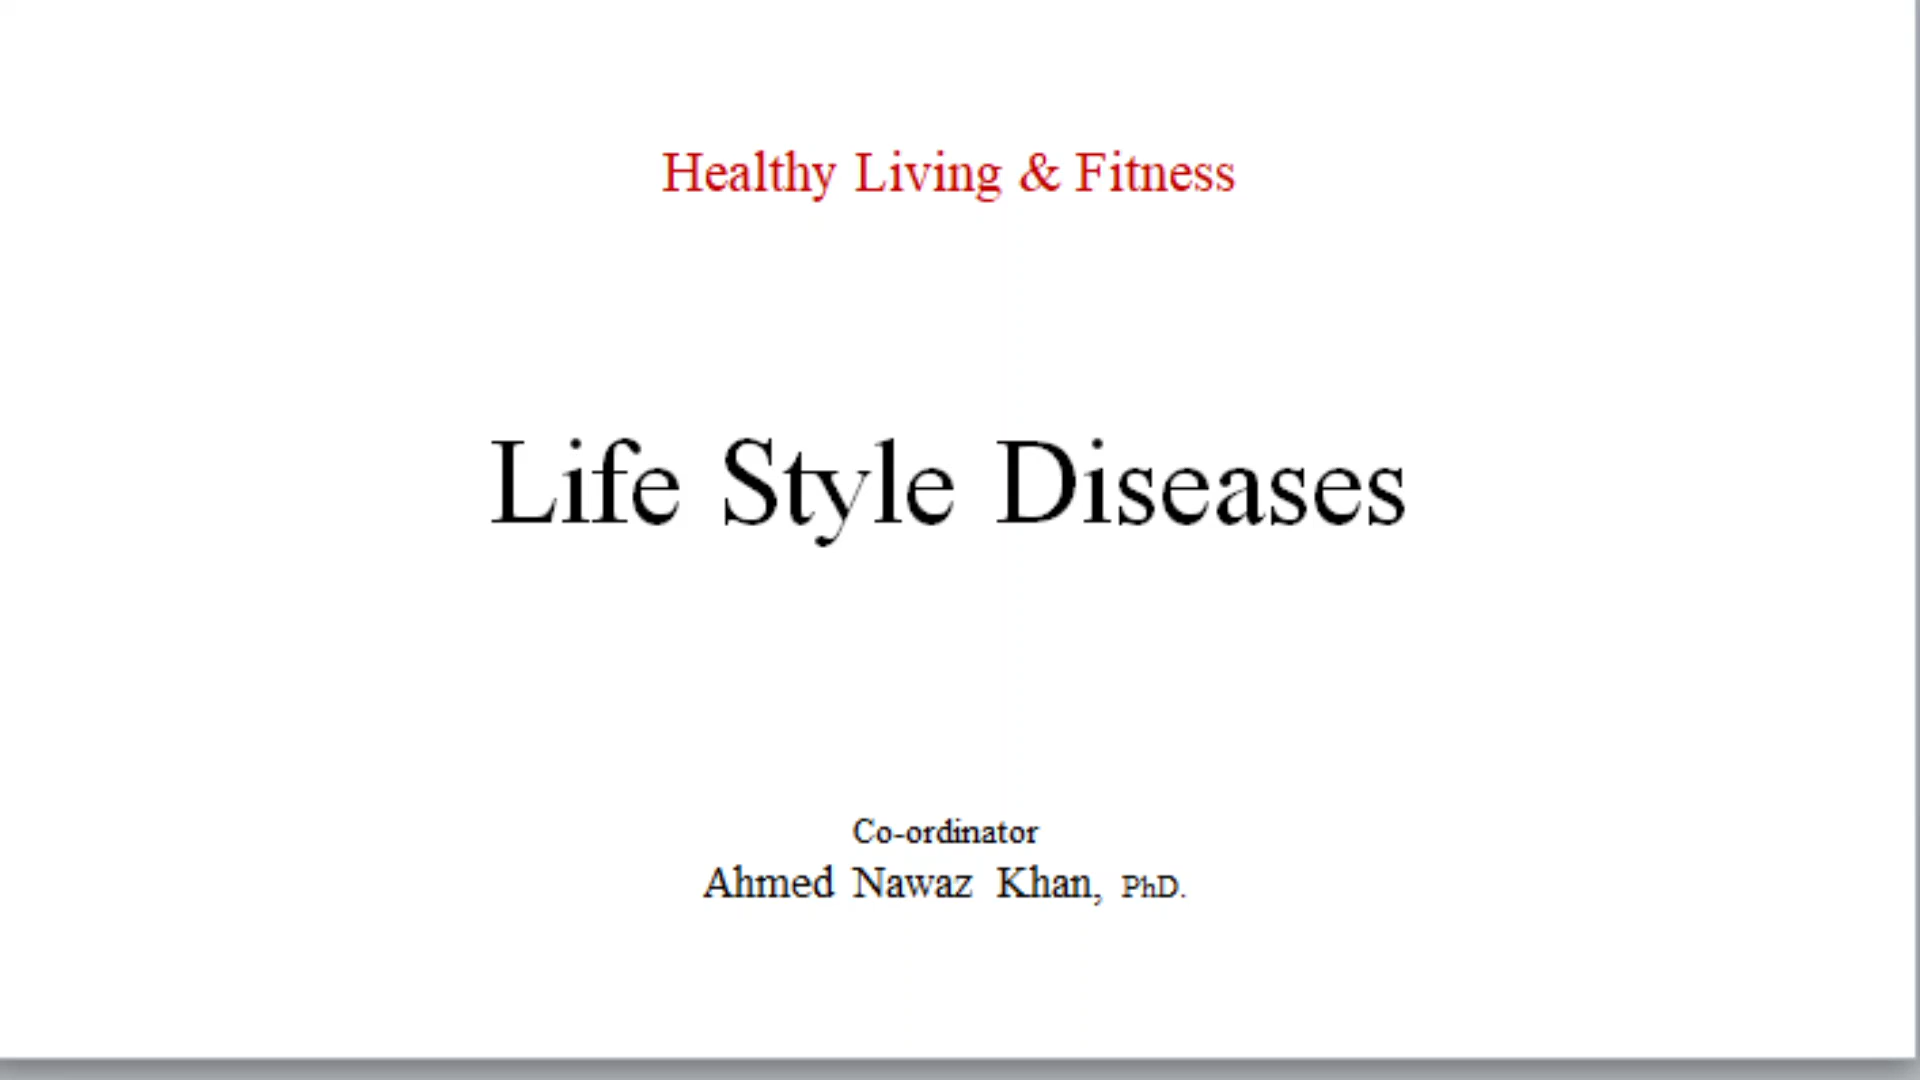 Healthy Living & Fitness
Life Style Diseases
Co-ordinator
Ahmed Nawaz Khan, PhD.